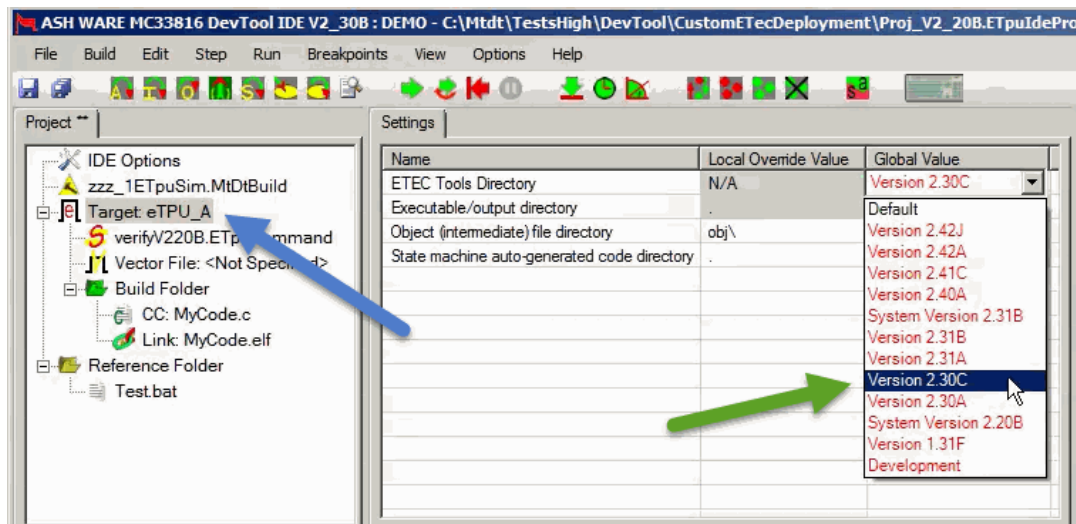 ASH WARE MC33816 DevTool IDE V2_30B : DEMO - C:\Mtdt\TestsHigh\DevTool\CustomETecDeployment\Proj_V2_20B.ETpuIdePro
File Build Edit Step Run Breakpoints View Options Help
Project **
Settings
IDE Options
zzz_1ETpuSim.MtDtBuild
Target: eTPU_A
verifyV220B.ETpu ommand
Vector File: <Not Spec d>
Build Folder
CC: MyCode.c
Link: MyCode.elf
Reference Folder
Test.bat
Name Local Override Value Global Value
ETEC Tools Directory N/A Version 2.30C
Executable/output directory .
Object (intermediate) file directory obj\
State machine auto-generated code directory .
Default
Version 2.42J
Version 2.42A
Version 2.41C
Version 2.40A
System Version 2.31B
Version 2.31B
Version 2.31A
Version 2.30C
Version 2.30A
System Version 2.20B
Version 1.31F
Development